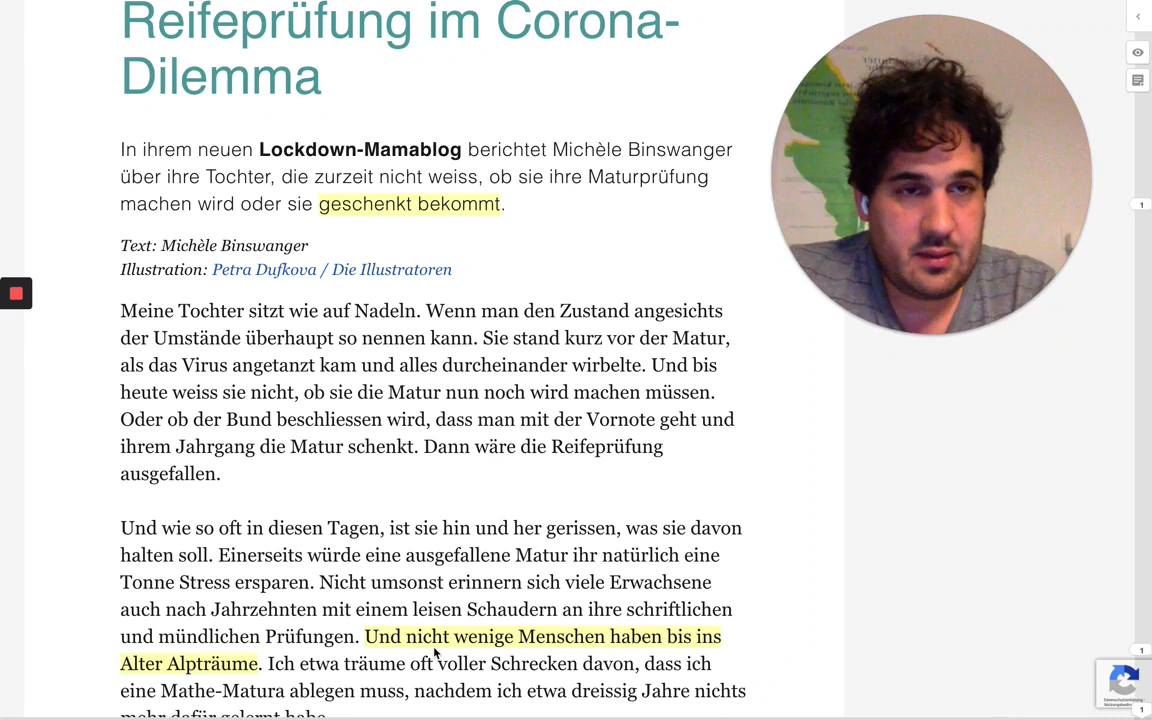 Reifeprüfung im Corona-
Dilemma
In ihrem neuen Lockdown-Mamablog berichtet Michèle Binswanger
über ihre Tochter, die zurzeit nicht weiss, ob sie ihre Maturprüfung
machen wird oder sie geschenkt bekommt.
Text: Michèle Binswanger
Illustration: Petra Dufkova / Die Illustratoren
Meine Tochter sitzt wie auf Nadeln. Wenn man den Zustand angesichts
der Umstände überhaupt so nennen kann. Sie stand kurz vor der Matur,
als das Virus angetanzt kam und alles durcheinander wirbelte. Und bis
heute weiss sie nicht, ob sie die Matur nun noch wird machen müssen.
Oder ob der Bund beschliessen wird, dass man mit der Vornote geht und
ihrem Jahrgang die Matur schenkt. Dann wäre die Reifeprüfung
ausgefallen.
Und wie so oft in diesen Tagen, ist sie hin und her gerissen, was sie davon
halten soll. Einerseits würde eine ausgefallene Matur ihr natürlich eine
Tonne Stress ersparen. Nicht umsonst erinnern sich viele Erwachsene
auch nach Jahrzehnten mit einem leisen Schaudern an ihre schriftlichen
und mündlichen Prüfungen. Und nicht wenige Menschen haben bis ins
Alter Alpträume. Ich etwa träume oft voller Schrecken davon, dass ich
eine Mathe-Matura ablegen muss, nachdem ich etwa dreissig Jahre nichts
mehr dafür gelernt habe.
1
1
1